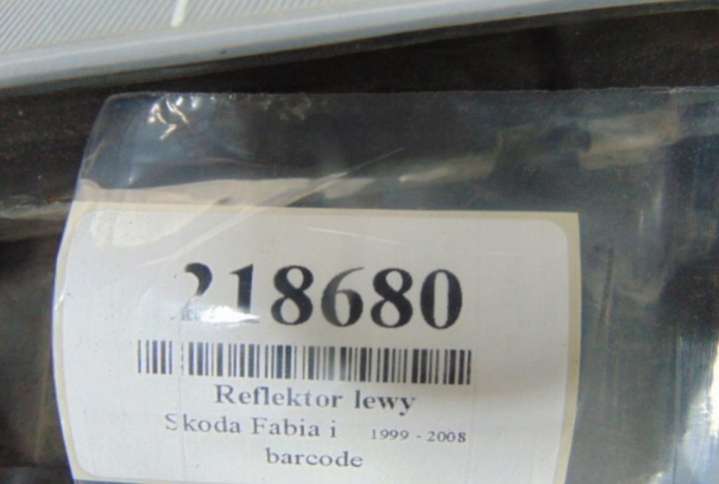 218680
Reflektor lewy
Skoda Fabia i 1999 - 2008
barcode